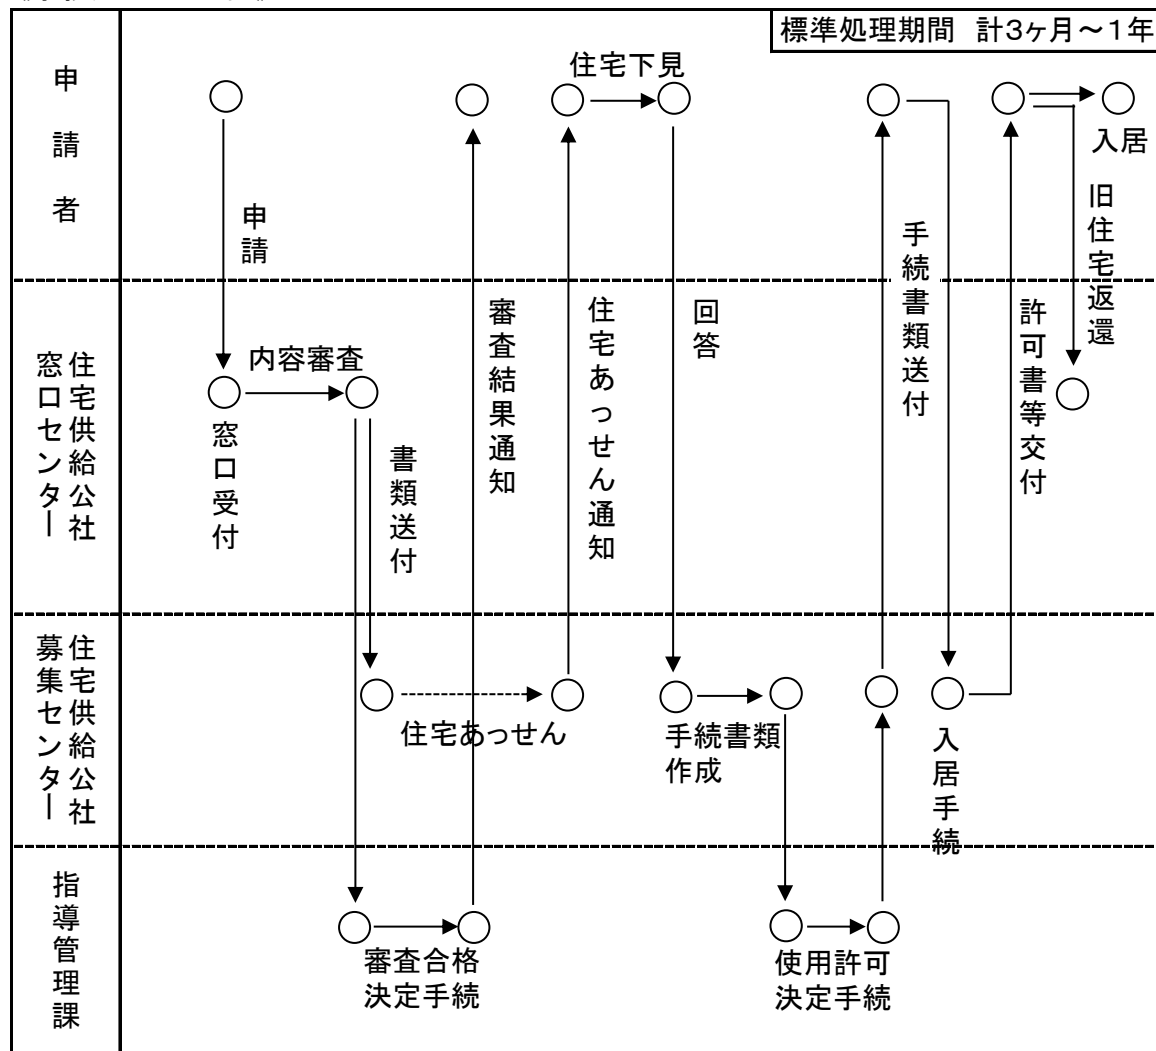 標準処理期間 計3ヶ月～1年
申請者
住宅下見
入居
申請
旧住宅返還
手続書類送付
住宅供給公社
窓口センター
内容審査
窓口受付
書類送付
審査結果通知
住宅あっせん通知
回答
許可書等交付
住宅供給公社
募集センター
住宅あっせん
手続書類
作成
入居手続
指導管理課
審査合格
決定手続
使用許可
決定手続